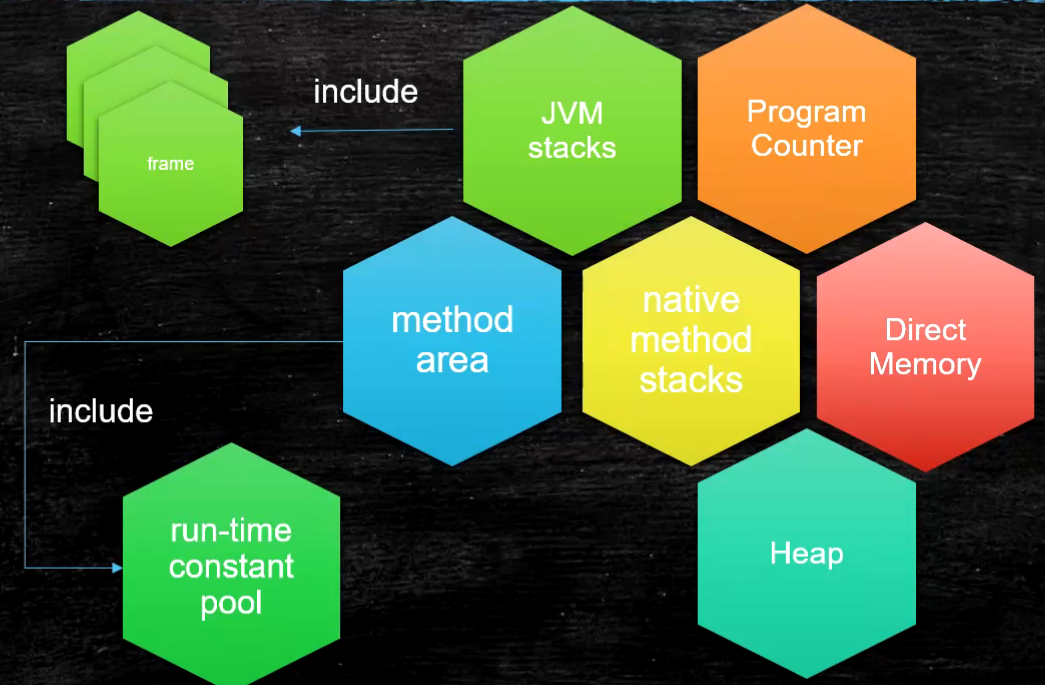 include
JVM
stacks
Program
Counter
frame
method
area
native
method
stacks
Direct
Memory
include
run-time
constant
pool
Heap